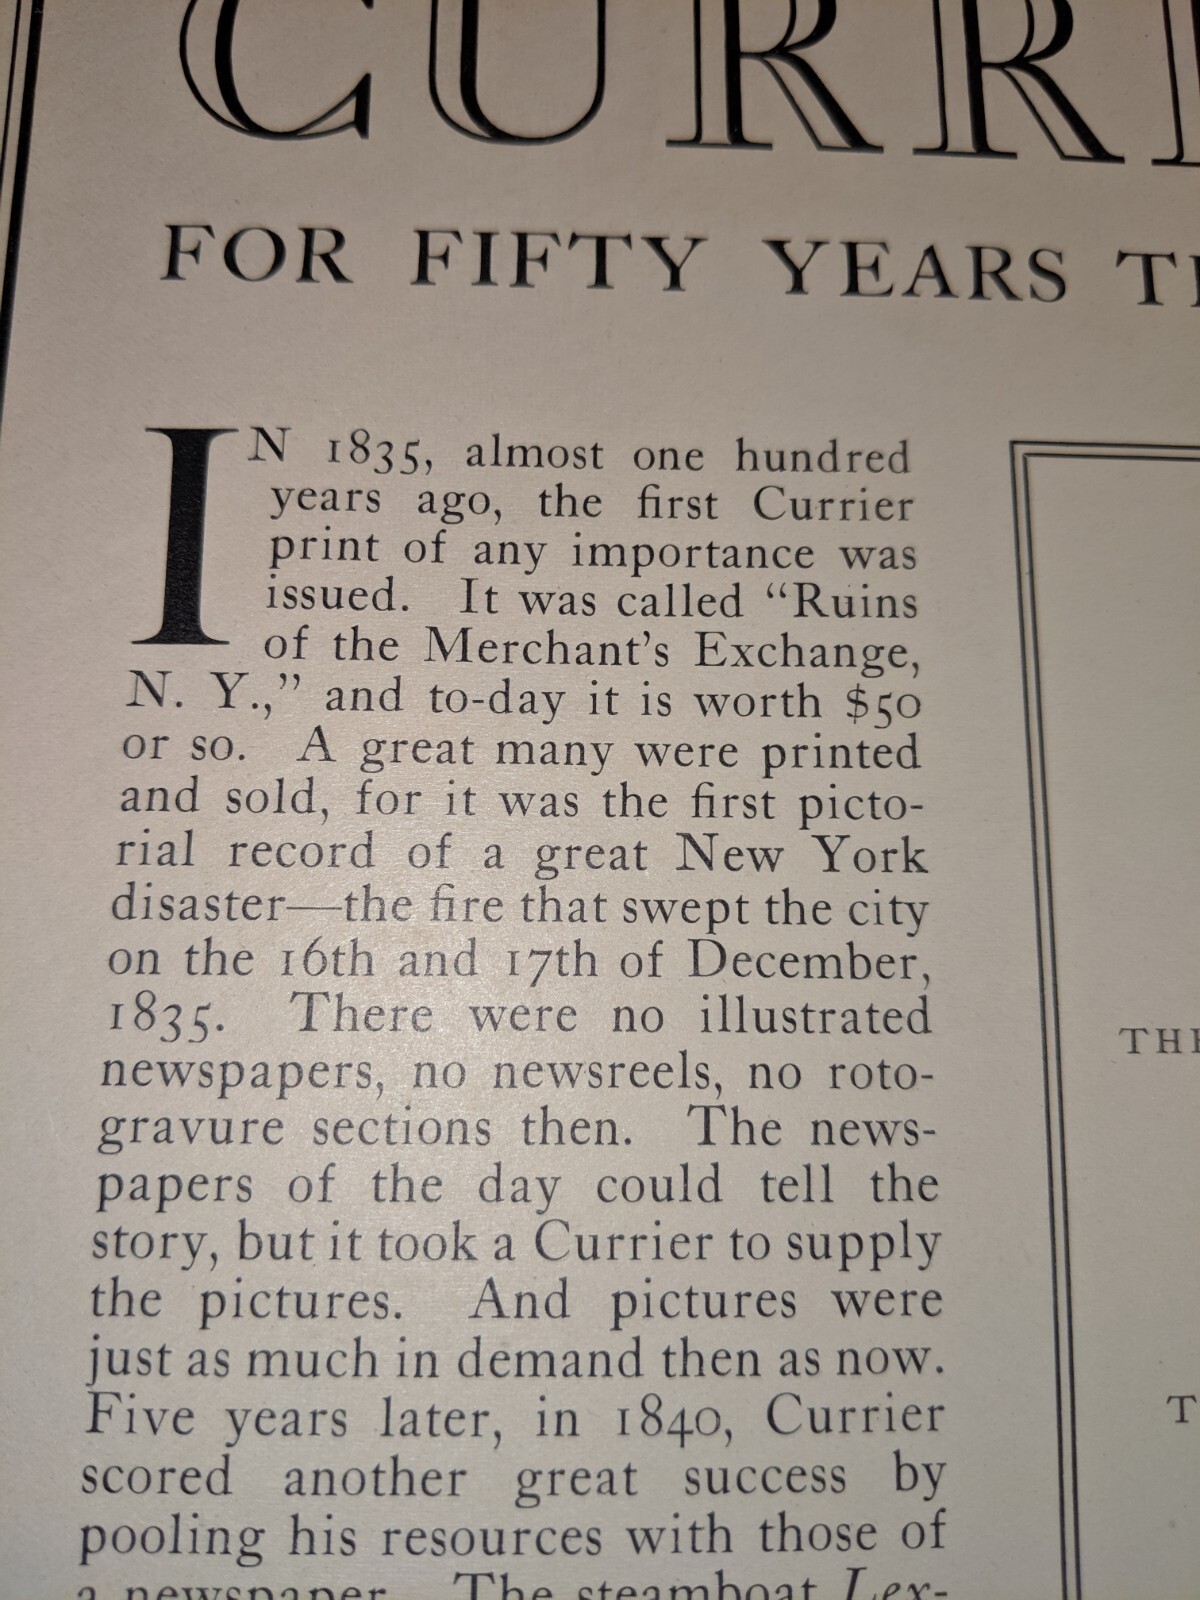 CURRI
FOR FIFTY YEARS
IN 1835, almost one hundred
years ago, the first Currier
print of any importance was
issued. It was called “Ruins
of the Merchant’s Exchange,
N. Y.,” and to-day it is worth $50
or so. A great many were printed
and sold, for it was the first picto-
rial record of a great New York
disaster—the fire that swept the city
on the 16th and 17th of December,
1835. There were no illustrated
newspapers, no newsreels, no roto-
gravure sections then. The news-
papers of the day could tell the
story, but it took a Currier to supply
the pictures. And pictures were
just as much in demand then as now.
Five years later, in 1840, Currier
scored another great success by
pooling his resources with those of
a newspaper. The steamboat Lex-
THE
T